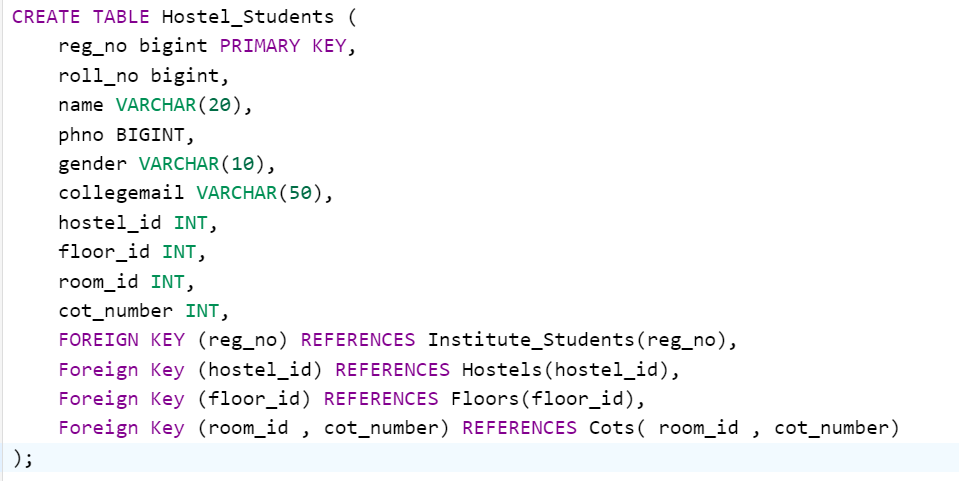 CREATE TABLE Hostel_Students (
    reg_no bigint PRIMARY KEY,
    roll_no bigint,
    name VARCHAR(20),
    phno BIGINT,
    gender VARCHAR(10),
    collegemail VARCHAR(50),
    hostel_id INT,
    floor_id INT,
    room_id INT,
    cot_number INT,
    FOREIGN KEY (reg_no) REFERENCES Institute_Students(reg_no),
    Foreign Key (hostel_id) REFERENCES Hostels(hostel_id),
    Foreign Key (floor_id) REFERENCES Floors(floor_id),
    Foreign Key (room_id , cot_number) REFERENCES Cots( room_id , cot_number)
);